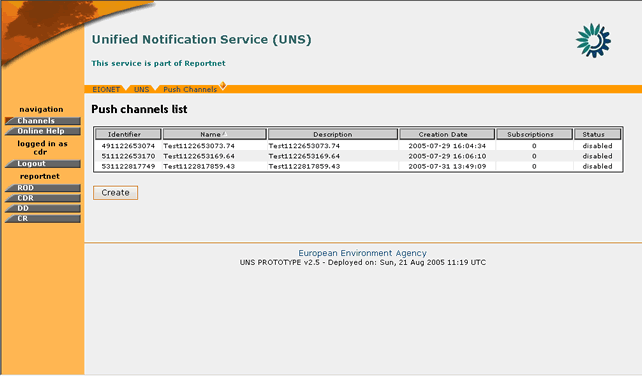 Unified Notification Service (UNS)
This service is part of Reportnet
EIONET UNS Push Channels
navigation
Channels
Online Help
logged in as
cdr
Logout
reportnet
ROD
CDR
DD
CR
Push channels list
Identifier Name Description Creation Date Subscriptions Status
491122653074 Test1122653073.74 Test1122653073.74 2005-07-29 16:04:34 0 disabled
511122653170 Test1122653169.64 Test1122653169.64 2005-07-29 16:06:10 0 disabled
531122817749 Test1122817859.43 Test1122817859.43 2005-07-31 13:49:09 0 disabled
Create
European Environment Agency
UNS PROTOTYPE v2.5 - Deployed on: Sun, 21 Aug 2005 11:19 UTC